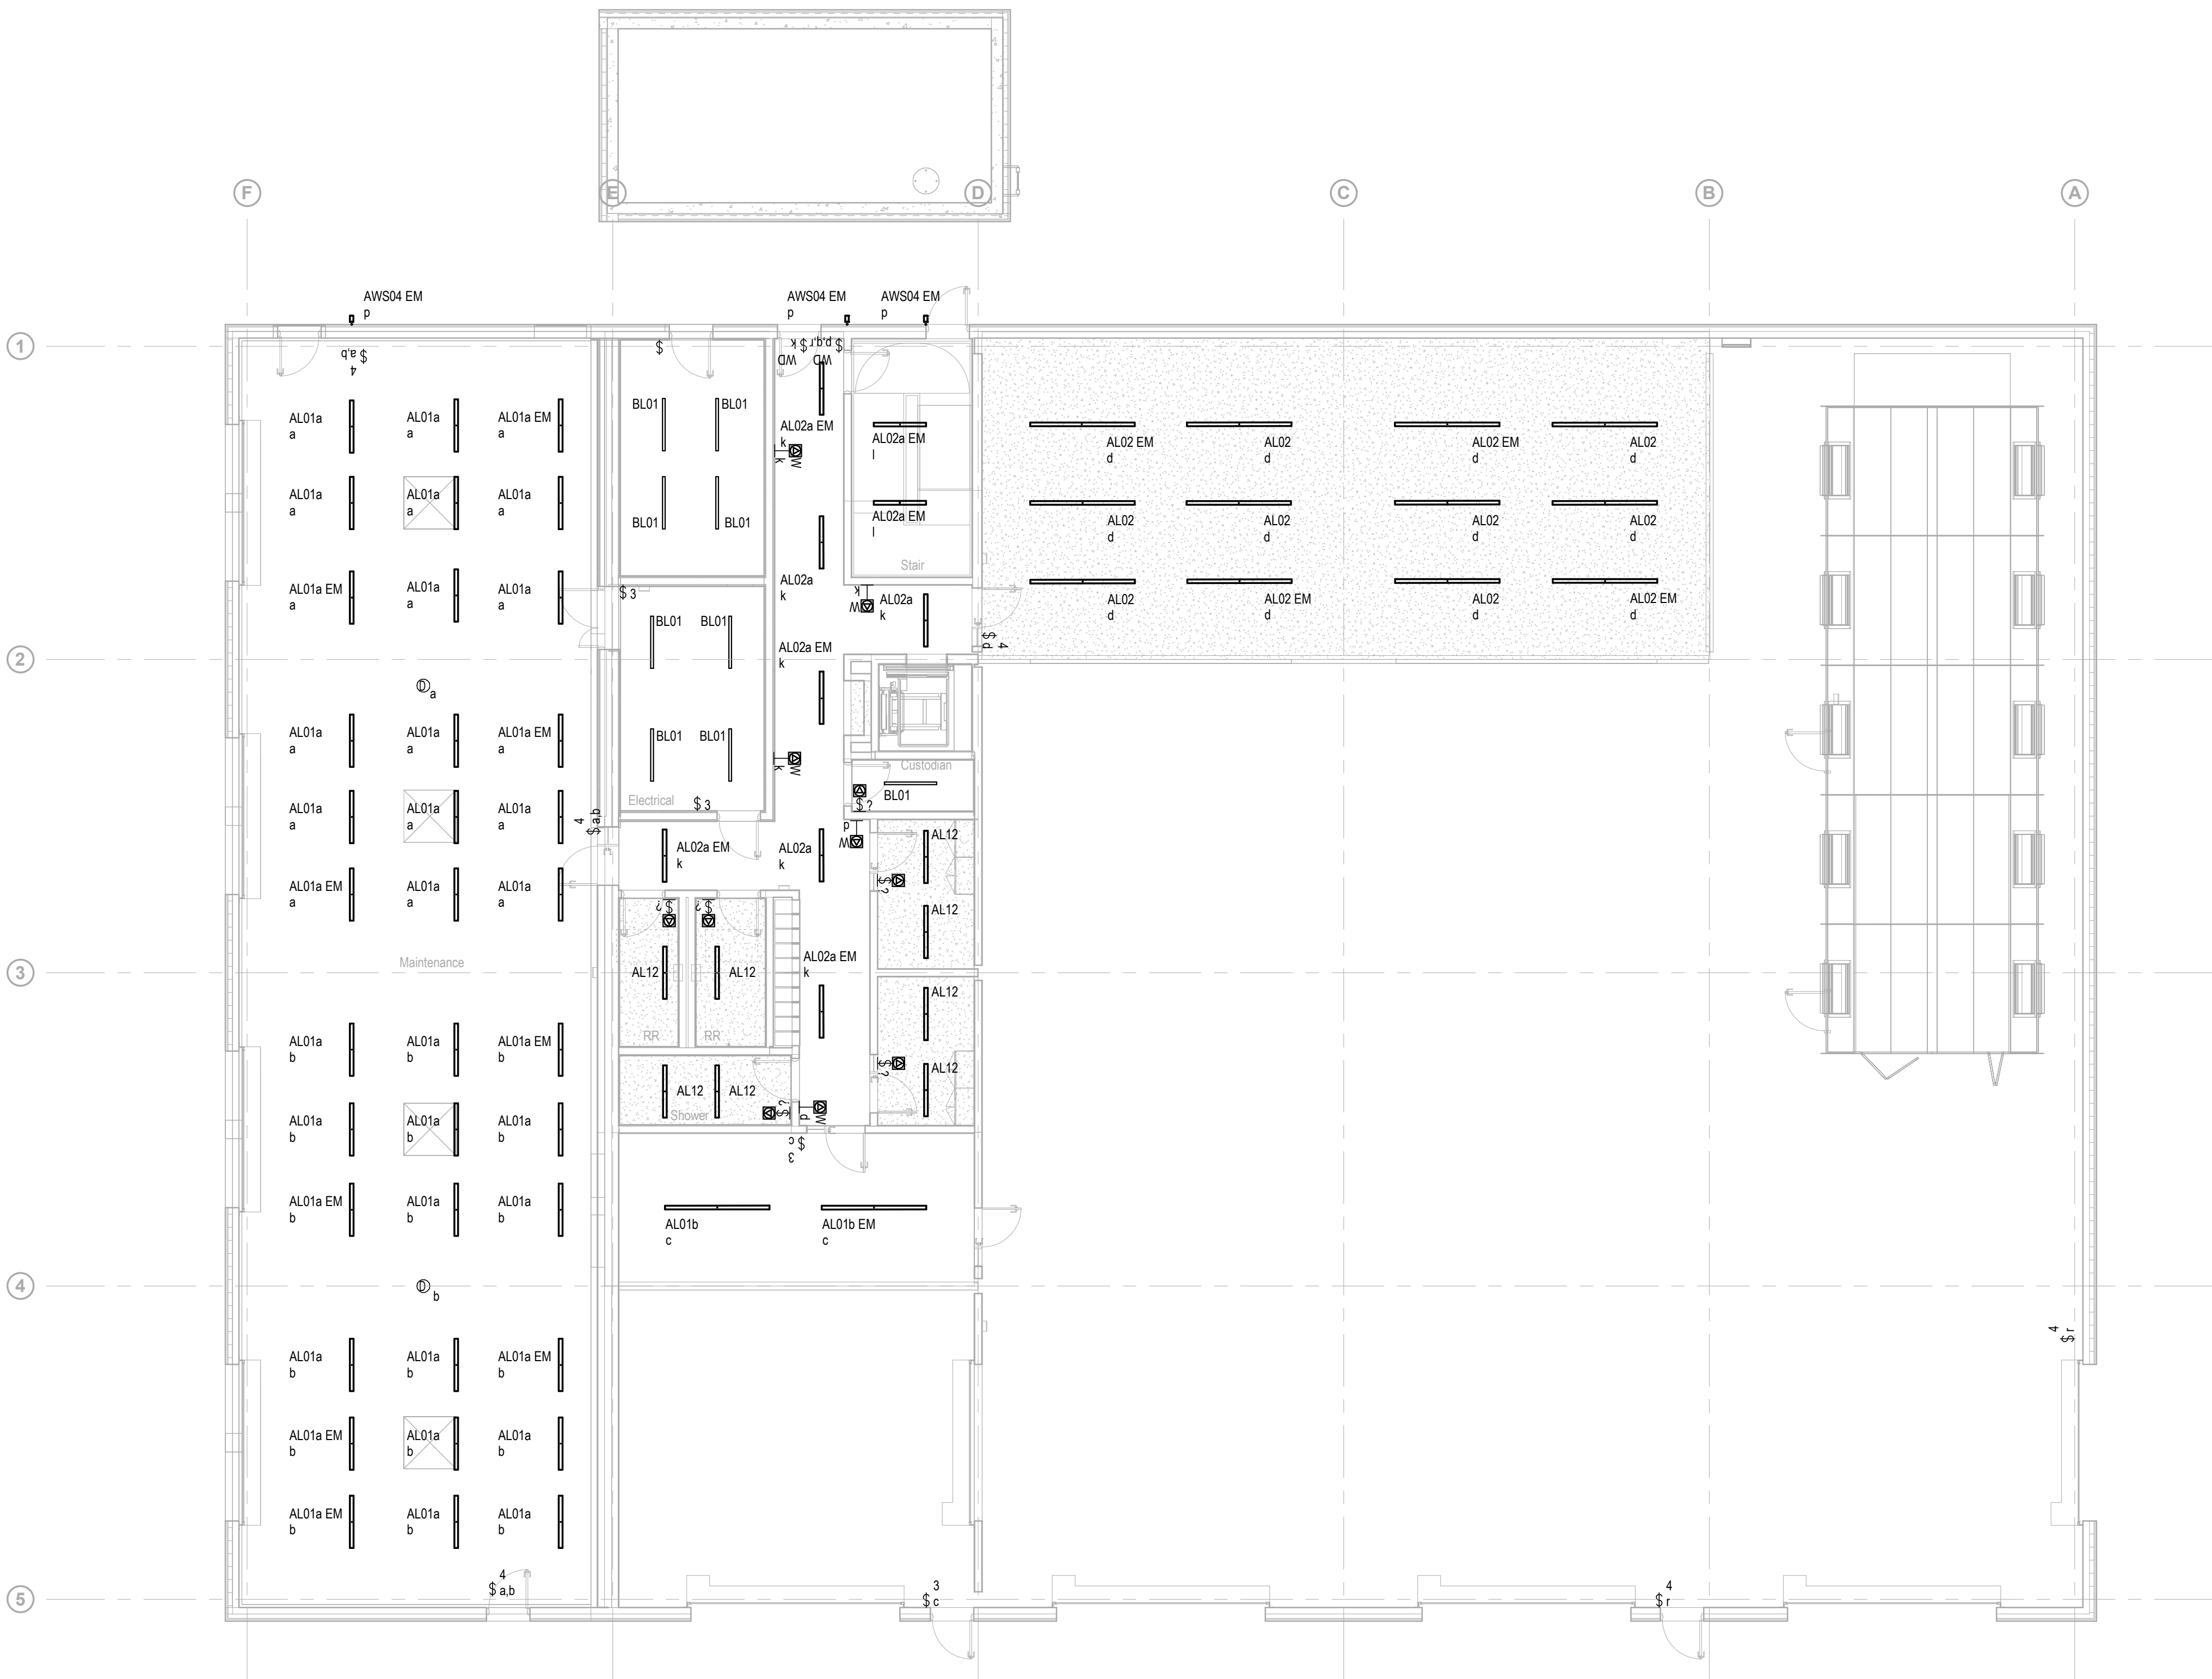 F
E
D
C
B
A
AWS04 EM
p
AWS04 EM
p
AWS04 EM
p
1
$ a,b
4
$
$ k
WD
$ p,q,r
WD
AL01a
a
AL01a
a
AL01a EM
a
BL01
BL01
AL02a EM
k
W
k
AL02a EM
l
AL02 EM
d
AL02
d
AL02 EM
d
AL02
d
AL01a
a
AL01a
a
AL01a
a
BL01
BL01
AL02a EM
l
AL02
d
AL02
d
AL02
d
AL02
d
Stair
AL01a EM
a
AL01a
a
AL01a
a
$ 3
AL02a
k
k
W
AL02a
k
AL02
d
AL02 EM
d
AL02
d
AL02 EM
d
BL01
BL01
4
$ d
2
AL02a EM
k
D
a
AL01a
a
AL01a
a
AL01a EM
a
BL01
BL01
W
k
Custodian
BL01
$ ?
AL01a
a
AL01a
a
AL01a
a
Electrical
$ 3
4
$ a,b
p
W
AL12
AL02a EM
k
AL02a
k
AL01a EM
a
AL01a
a
AL01a
a
$ ?
$ ?
$ ?
AL12
Maintenance
3
AL12
AL12
AL02a EM
k
AL12
RR
RR
AL01a
b
AL01a
b
AL01a EM
b
$ ?
AL12
AL12
AL12
AL01a
b
AL01a
b
AL01a
b
Shower
$ ?
d
W
$ c
3
AL01a EM
b
AL01a
b
AL01a
b
AL01b
c
AL01b EM
c
4
D
b
4
$ r
AL01a
b
AL01a
b
AL01a EM
b
AL01a EM
b
AL01a
b
AL01a
b
AL01a EM
b
AL01a
b
AL01a
b
4
$ a,b
3
$ c
4
$ r
5